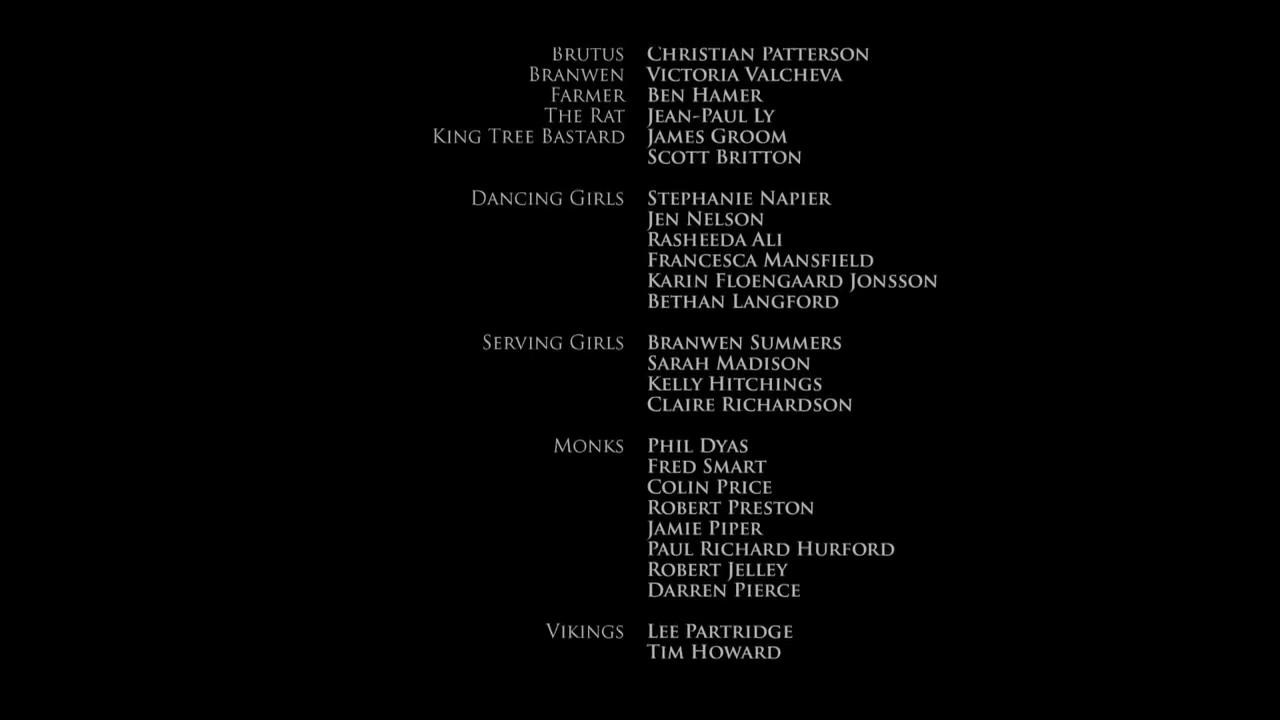 Brutus Christian Patterson
Branwen Victoria Valcheva
Farmer Ben Hamer
The Rat Jean-Paul Ly
King Tree Bastard James Groom
Scott Britton
Dancing Girls Stephanie Napier
Jen Nelson
Rasheeda Ali
Francesca Mansfield
Karin Floengaard Jonsson
Bethan Langford
Serving Girls Branwen Summers
Sarah Madison
Kelly Hitchings
Claire Richardson
Monks Phil Dyas
Fred Smart
Colin Price
Robert Preston
Jamie Piper
Paul Richard Hurford
Robert Jelley
Darren Pierce
Vikings Lee Partridge
Tim Howard